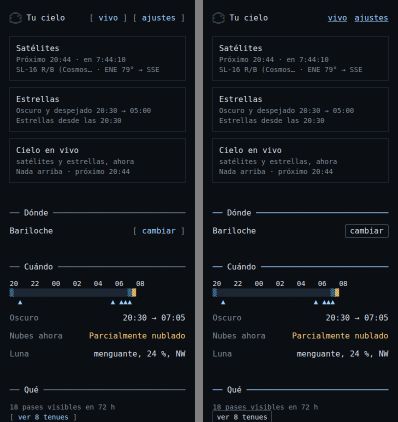 Tu cielo [ vivo ] [ ajustes ]
Satélites
Próximo 20:44 · en 7:44:10
SL-16 R/B (Cosmos… · ENE 79° → SSE
Estrellas
Oscuro y despejado 20:30 → 05:00
Estrellas desde las 20:30
Cielo en vivo
satélites y estrellas, ahora
Nada arriba · próximo 20:44
Dónde
Bariloche [ cambiar ]
Cuándo
20 22 00 02 04 06 08
Oscuro 20:30 → 07:05
Nubes ahora Parcialmente nublado
Luna menguante, 24 %, NW
Qué
18 pases visibles en 72 h
[ ver 8 tenues ]
Tu cielo vivo ajustes
Satélites
Próximo 20:44 · en 7:44:10
SL-16 R/B (Cosmos… · ENE 79° → SSE
Estrellas
Oscuro y despejado 20:30 → 05:00
Estrellas desde las 20:30
Cielo en vivo
satélites y estrellas, ahora
Nada arriba · próximo 20:44
Dónde
Bariloche cambiar
Cuándo
20 22 00 02 04 06 08
Oscuro 20:30 → 07:05
Nubes ahora Parcialmente nublado
Luna menguante, 24 %, NW
Qué
18 pases visibles en 72 h
ver 8 tenues